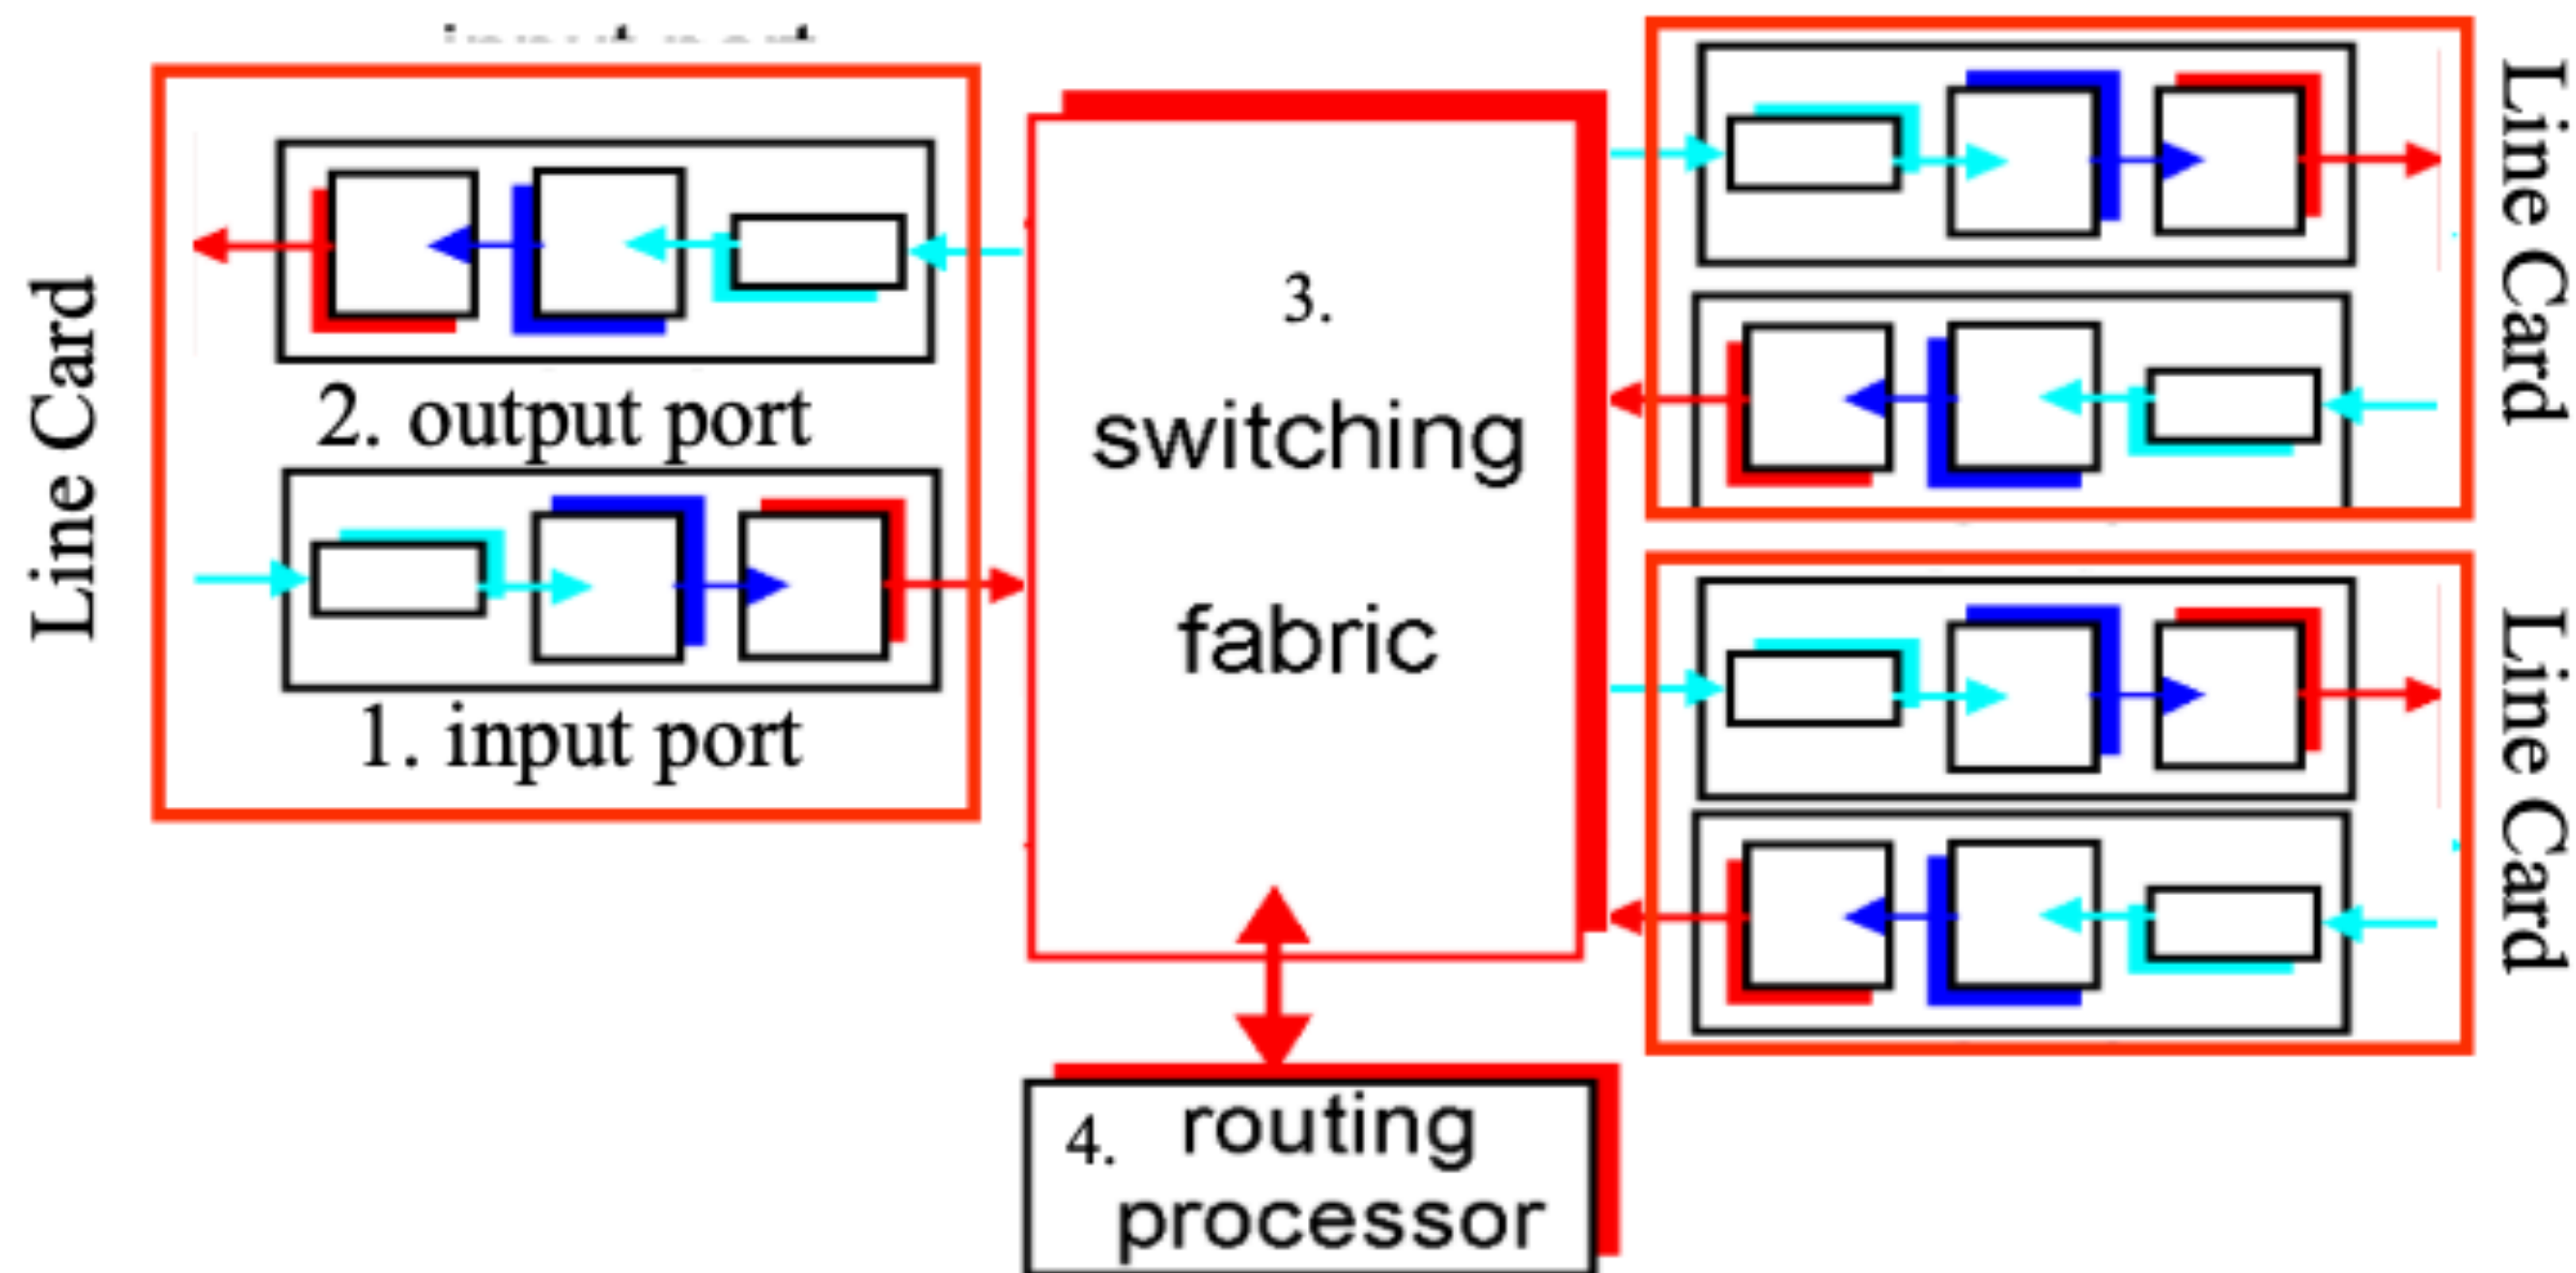 Line Card
2. output port
1. input port
3.
switching
fabric
4. routing
processor
Line Card
Line Card